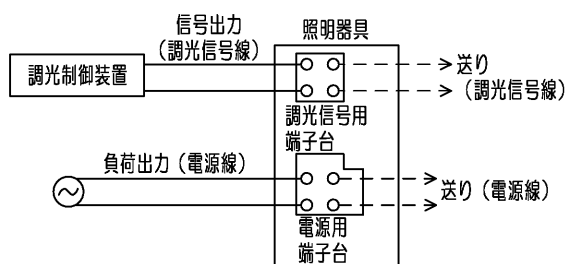 信号出力
（調光信号線）
照明器具
調光制御装置
送り
（調光信号線）
調光信号用
端子台
負荷出力（電源線）
送り（電源線）
電源用
端子台